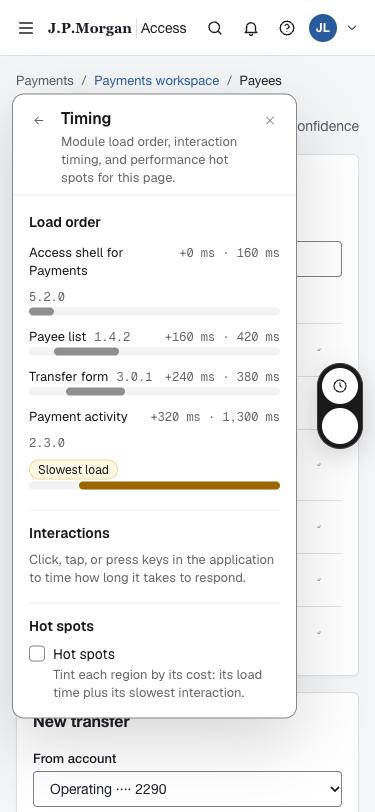 J.P.Morgan Access JL
Payments / Payments workspace / Payees
Timing
Module load order, interaction
timing, and performance hot
spots for this page.
onfidence
Load order
Access shell for +0 ms · 160 ms
Payments
5.2.0
Payee list 1.4.2 +160 ms · 420 ms
Transfer form 3.0.1 +240 ms · 380 ms
Payment activity +320 ms · 1,300 ms
2.3.0
Slowest load
Interactions
Click, tap, or press keys in the application
to time how long it takes to respond.
Hot spots
Hot spots
Tint each region by its cost: its load
time plus its slowest interaction.
New transfer
From account
Operating ···· 2290